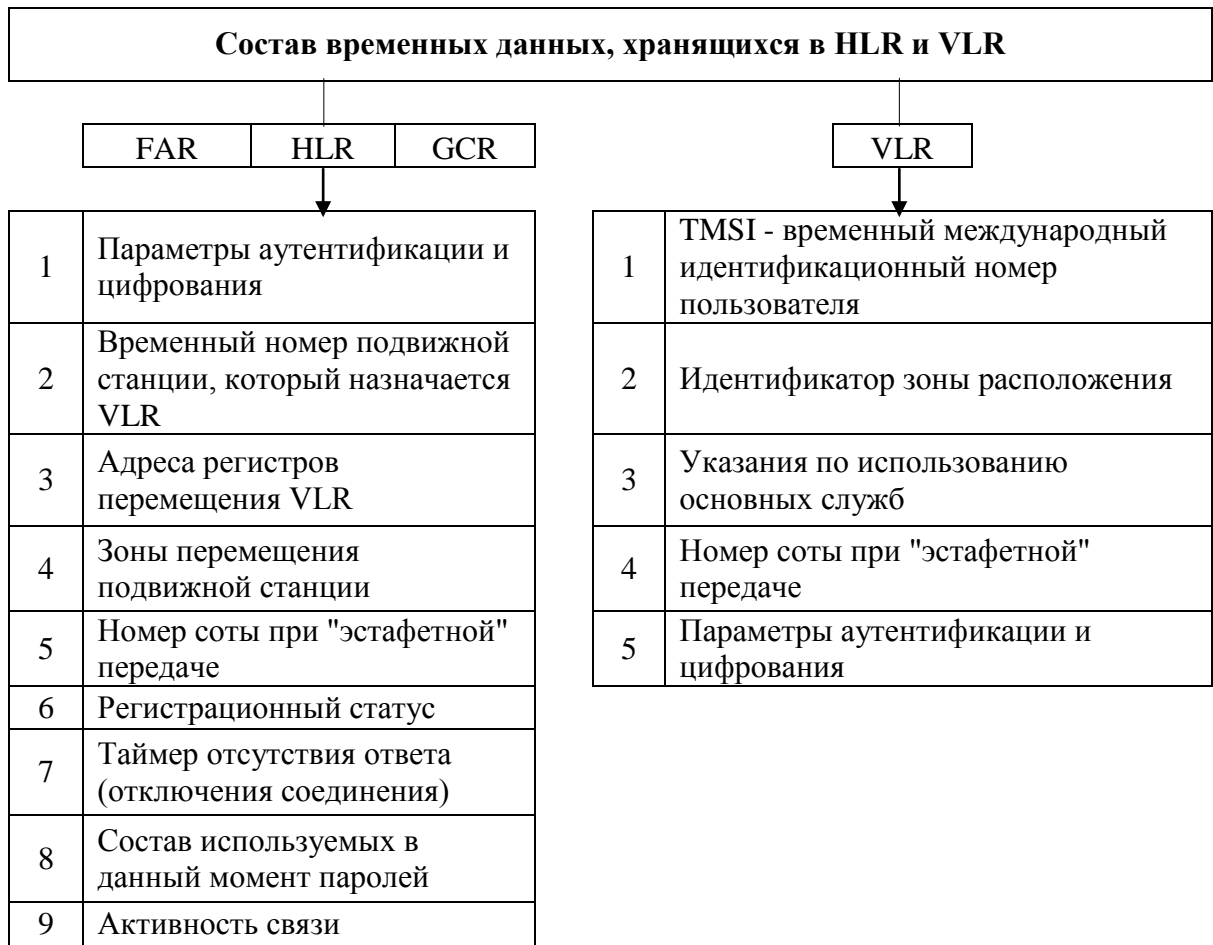 Состав временных данных, хранящихся в HLR и VLR
FAR HLR GCR
VLR
1 Параметры аутентификации и
цифрования
2 Временный номер подвижной
станции, который назначается
VLR
3 Адреса регистров
перемещения VLR
4 Зоны перемещения
подвижной станции
5 Номер соты при "эстафетной"
передаче
6 Регистрационный статус
7 Таймер отсутствия ответа
(отключения соединения)
8 Состав используемых в
данный момент паролей
9 Активность связи
1 TMSI - временный международный
идентификационный номер
пользователя
2 Идентификатор зоны расположения
3 Указания по использованию
основных служб
4 Номер соты при "эстафетной"
передаче
5 Параметры аутентификации и
цифрования